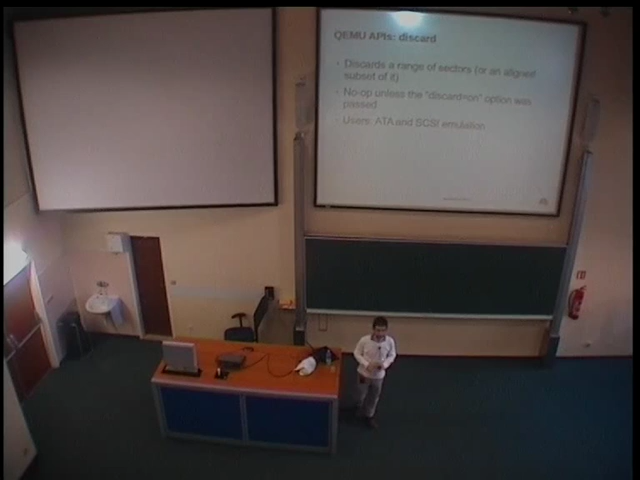 QEMU APIs: discard
• Discards a range of sectors (or an aligned
subset of it)
• No-op unless the "discard=on" option was
passed
• Users: ATA and SCSI emulation